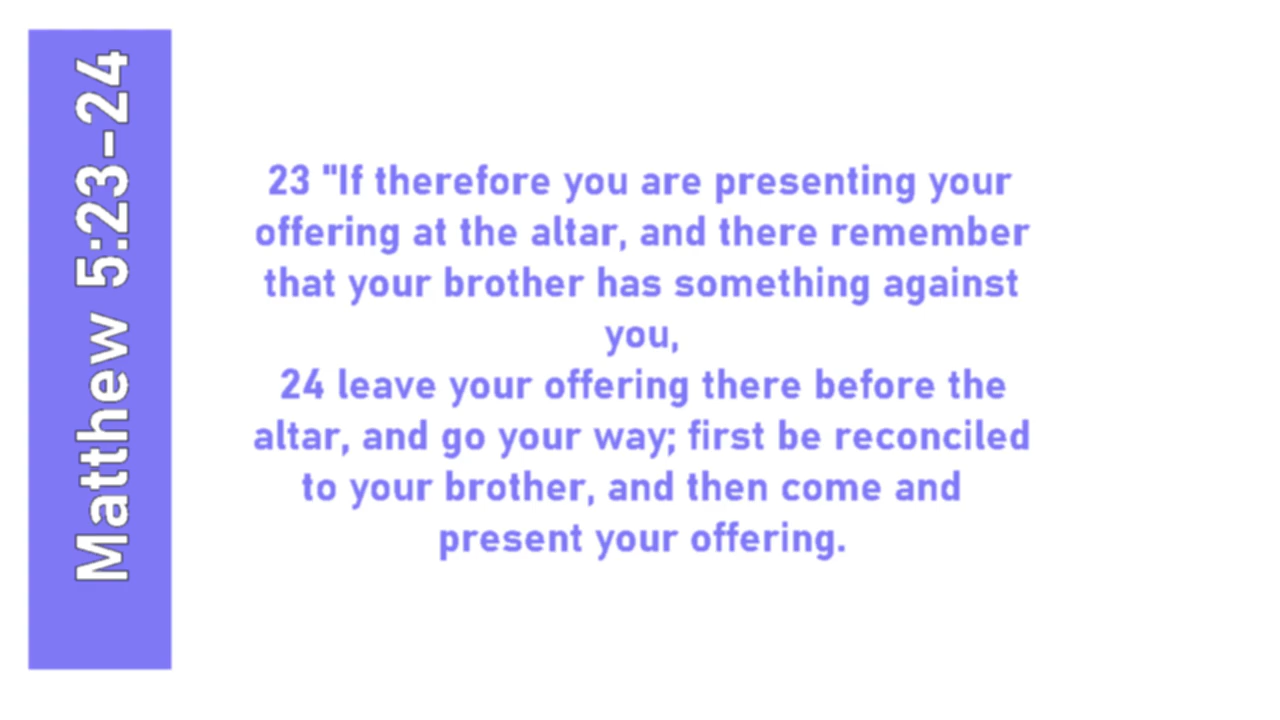 Matthew 5:23-24
23 "If therefore you are presenting your
offering at the altar, and there remember
that your brother has something against
you,
24 leave your offering there before the
altar, and go your way; first be reconciled
to your brother, and then come and
present your offering.